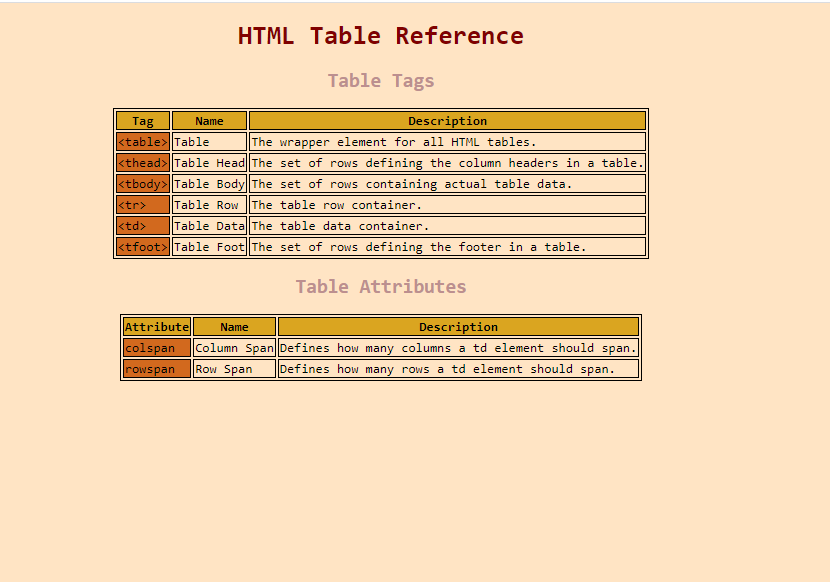 HTML Table Reference
Table Tags
Tag Name Description
<table> Table The wrapper element for all HTML tables.
<thead> Table Head The set of rows defining the column headers in a table.
<tbody> Table Body The set of rows containing actual table data.
<tr> Table Row The table row container.
<td> Table Data The table data container.
<tfoot> Table Foot The set of rows defining the footer in a table.
Table Attributes
Attribute Name Description
colspan Column Span Defines how many columns a td element should span.
rowspan Row Span Defines how many rows a td element should span.